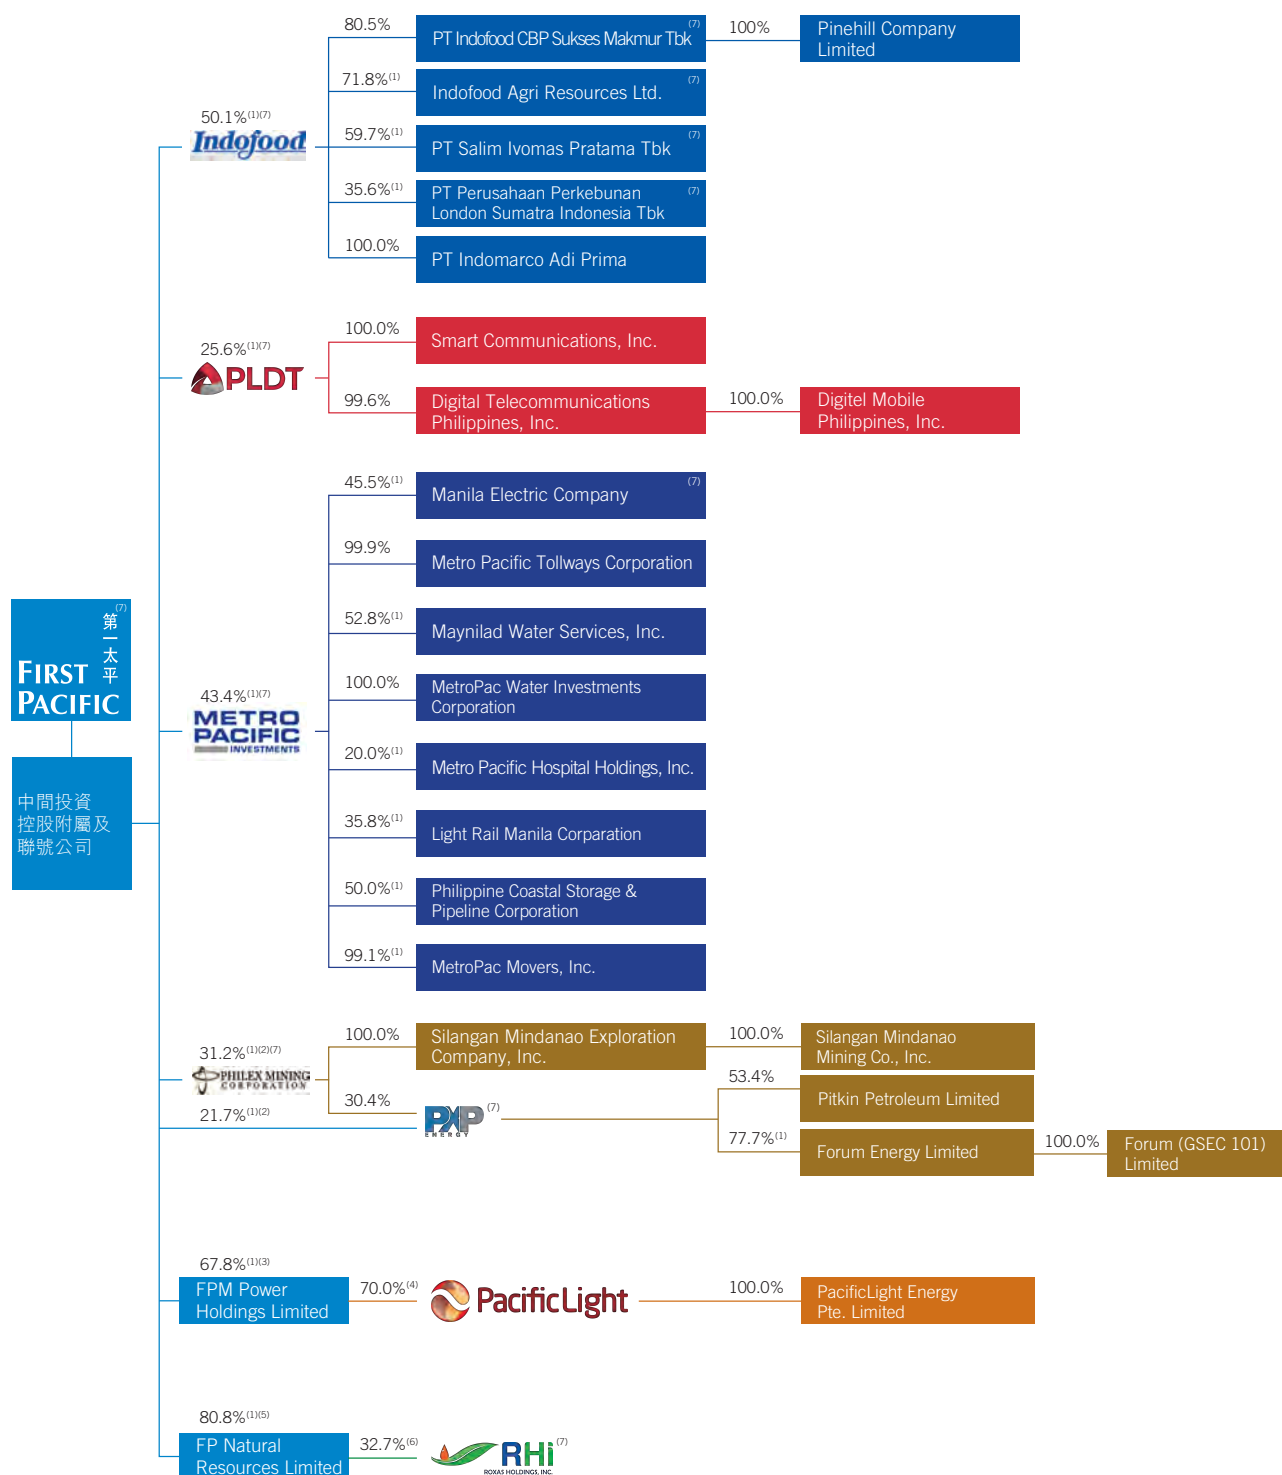 80.5%
PT Indofood CBP Sukses Makmur Tbk (7)
100%
Pinehill Company
Limited
71.8%(1)
Indofood Agri Resources Ltd. (7)
50.1%(1)(7)
Indofood
59.7%(1)
PT Salim Ivomas Pratama Tbk (7)
35.6%(1)
PT Perusahaan Perkebunan (7)
London Sumatra Indonesia Tbk
100.0%
PT Indomarco Adi Prima
25.6%(1)(7)
PLDT
100.0%
Smart Communications, Inc.
99.6%
Digital Telecommunications
Philippines, Inc.
100.0%
Digitel Mobile
Philippines, Inc.
45.5%(1)
Manila Electric Company (7)
99.9%
Metro Pacific Tollways Corporation
52.8%(1)
Maynilad Water Services, Inc.
(7)
第一太平
FIRST
PACIFIC
中間投資
控股附屬及
聯號公司
43.4%(1)(7)
METRO
PACIFIC
INVESTMENTS
100.0%
MetroPac Water Investments
Corporation
20.0%(1)
Metro Pacific Hospital Holdings, Inc.
35.8%(1)
Light Rail Manila Corparation
50.0%(1)
Philippine Coastal Storage &
Pipeline Corporation
99.1%(1)
MetroPac Movers, Inc.
31.2%(1)(2)(7)
PHILEX MINING
CORPORATION
100.0%
Silangan Mindanao Exploration
Company, Inc.
100.0%
Silangan Mindanao
Mining Co., Inc.
21.7%(1)(2)
30.4%
PXP (7)
ENERGY
53.4%
Pitkin Petroleum Limited
77.7%(1)
Forum Energy Limited
100.0%
Forum (GSEC 101)
Limited
67.8%(1)(3)
FPM Power
Holdings Limited
70.0%(4)
PacificLight
100.0%
PacificLight Energy
Pte. Limited
80.8%(1)(5)
FP Natural
Resources Limited
32.7%(6)
RHi (7)
ROXAS HOLDINGS, INC.